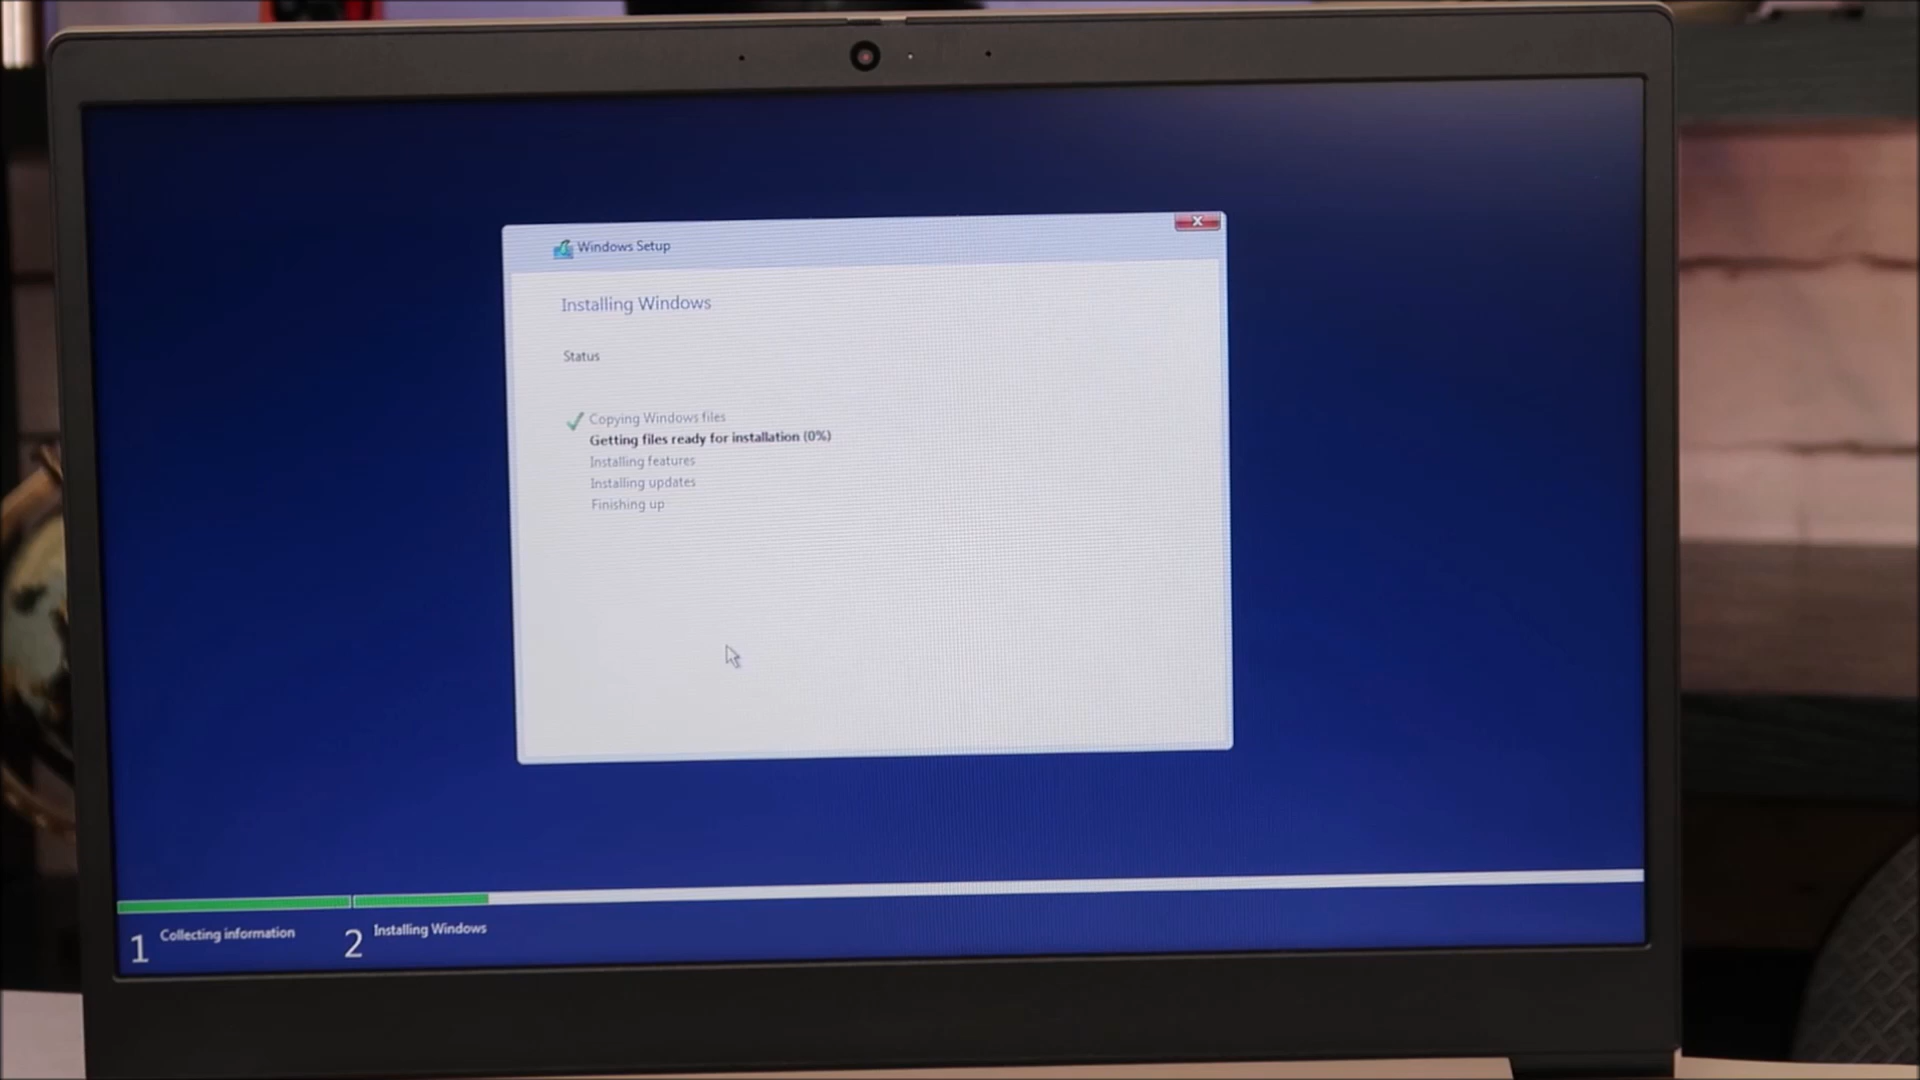 Windows Setup
Installing Windows
Status
Copying Windows files
Getting files ready for installation (0%)
Installing features
Installing updates
Finishing up
1 Collecting information
2 Installing Windows